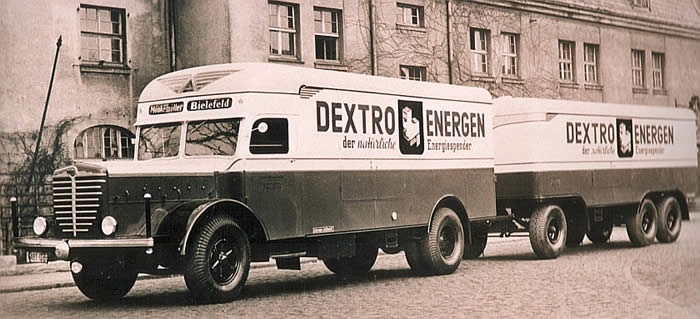 Bielefeld
DEXTRO ENERGEN
der natürliche Energiespender
DEXTRO ENERGEN
der natürliche Energiespender